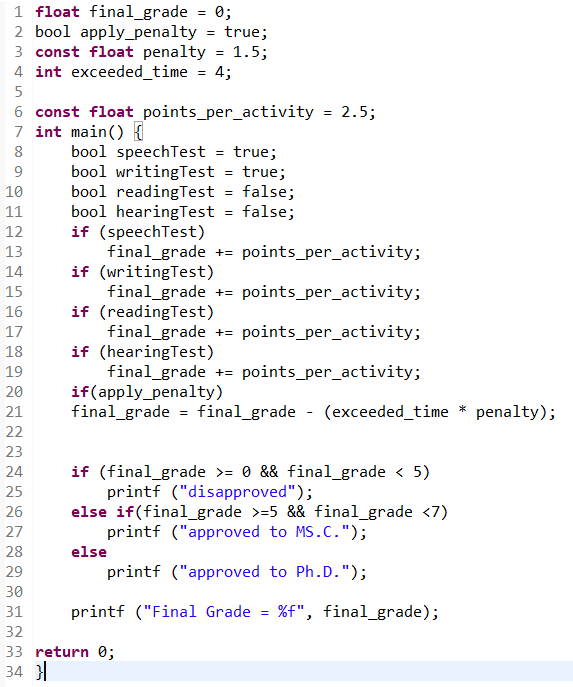 1 float final_grade = 0;
2 bool apply_penalty = true;
3 const float penalty = 1.5;
4 int exceeded_time = 4;
5
6 const float points_per_activity = 2.5;
7 int main() {
8     bool speechTest = true;
9     bool writingTest = true;
10     bool readingTest = false;
11     bool hearingTest = false;
12     if (speechTest)
13         final_grade += points_per_activity;
14     if (writingTest)
15         final_grade += points_per_activity;
16     if (readingTest)
17         final_grade += points_per_activity;
18     if (hearingTest)
19         final_grade += points_per_activity;
20     if(apply_penalty)
21     final_grade = final_grade - (exceeded_time * penalty);
22
23
24     if (final_grade >= 0 && final_grade < 5)
25         printf ("disapproved");
26     else if(final_grade >=5 && final_grade <7)
27         printf ("approved to MS.C.");
28     else
29         printf ("approved to Ph.D.");
30
31     printf ("Final Grade = %f", final_grade);
32
33 return 0;
34 }